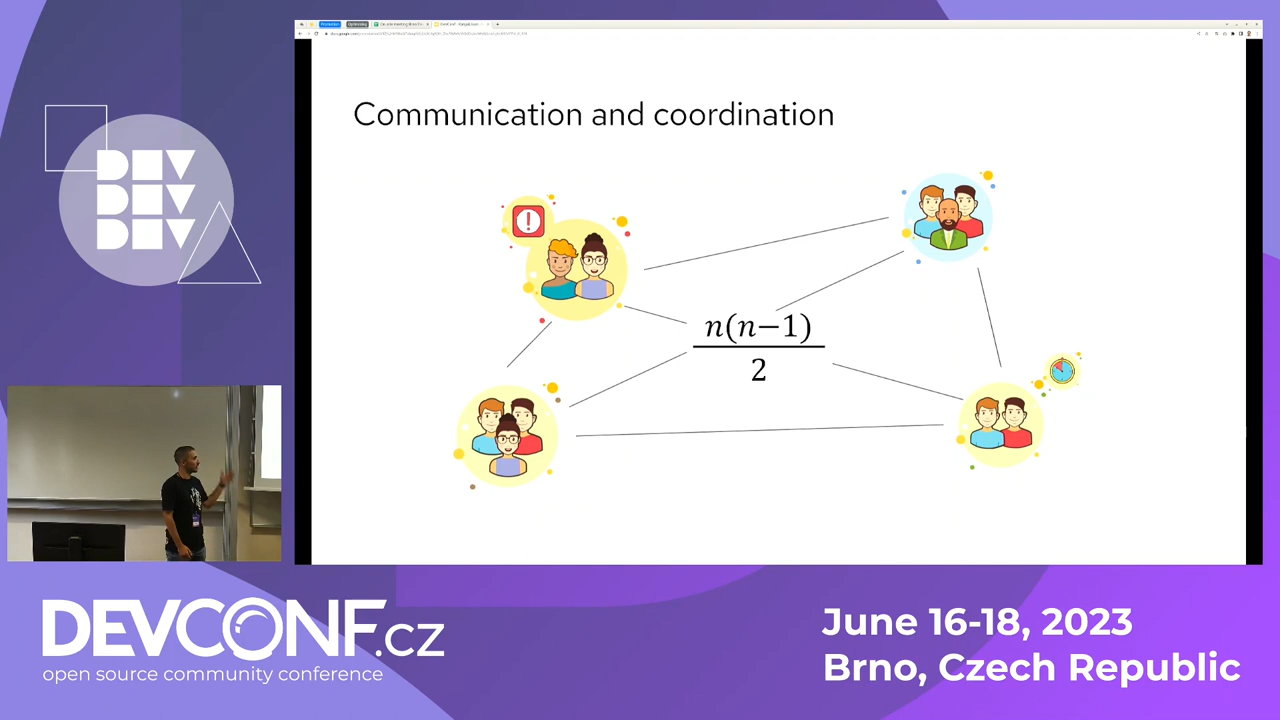 Communication and coordination
DEV
DEV
DEV
!
n(n−1)
2
DEVCONF.cz
open source community conference
June 16-18, 2023
Brno, Czech Republic